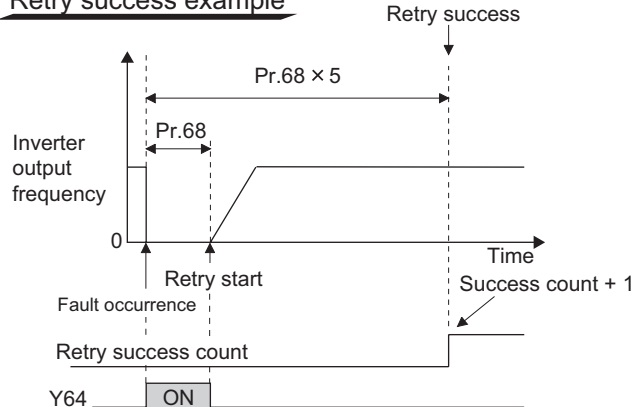 Retry success example
Retry success
Pr.68 × 5
Pr.68
Inverter
output
frequency
0
Time
Retry start
Success count + 1
Fault occurrence
Retry success count
Y64
ON